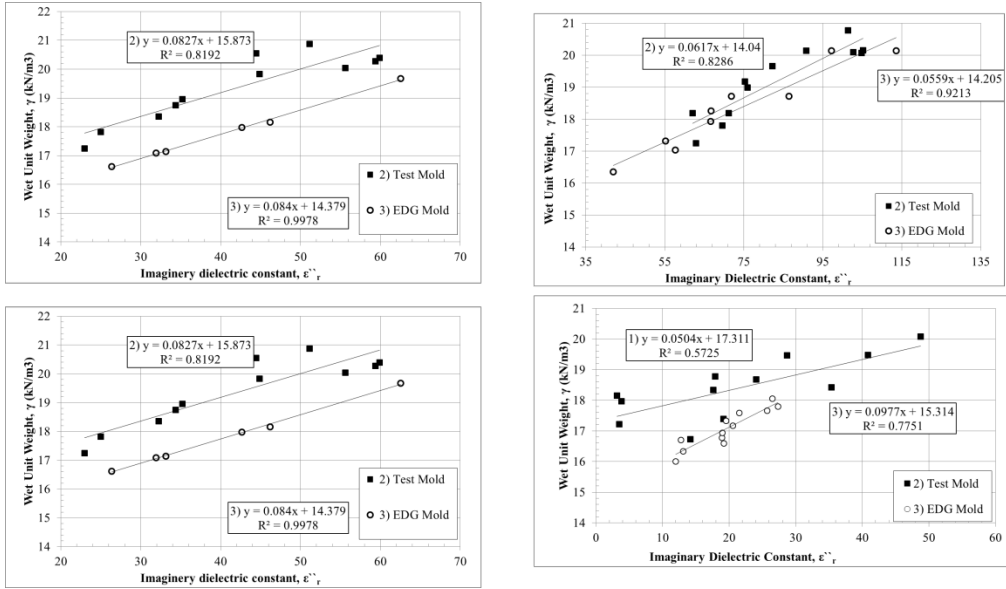 22
21
20
19
18
17
16
15
14
Wet Unit Weight, γ (kN/m3)
2) y = 0.0827x + 15.873
R² = 0.8192
3) y = 0.084x + 14.379
R² = 0.9978
2) Test Mold
3) EDG Mold
20 30 40 50 60 70
Imaginery dielectric constant, ε``r
21
20
19
18
17
16
15
14
Wet Unit Weight, γ (kN/m3)
2) y = 0.0617x + 14.04
R² = 0.8286
3) y = 0.0559x + 14.205
R² = 0.9213
2) Test Mold
3) EDG Mold
35 55 75 95 115 135
Imaginary Dielectric Constant, ε``r
22
21
20
19
18
17
16
15
14
Wet Unit Weight, γ (kN/m3)
2) y = 0.0827x + 15.873
R² = 0.8192
3) y = 0.084x + 14.379
R² = 0.9978
2) Test Mold
3) EDG Mold
20 30 40 50 60 70
Imaginery dielectric constant, ε``r
21
20
19
18
17
16
15
14
Wet Unit Weight, γ (kN/m3)
1) y = 0.0504x + 17.311
R² = 0.5725
3) y = 0.0977x + 15.314
R² = 0.7751
2) Test Mold
3) EDG Mold
0 10 20 30 40 50 60
Imaginary Dielectric Constant, ε``r